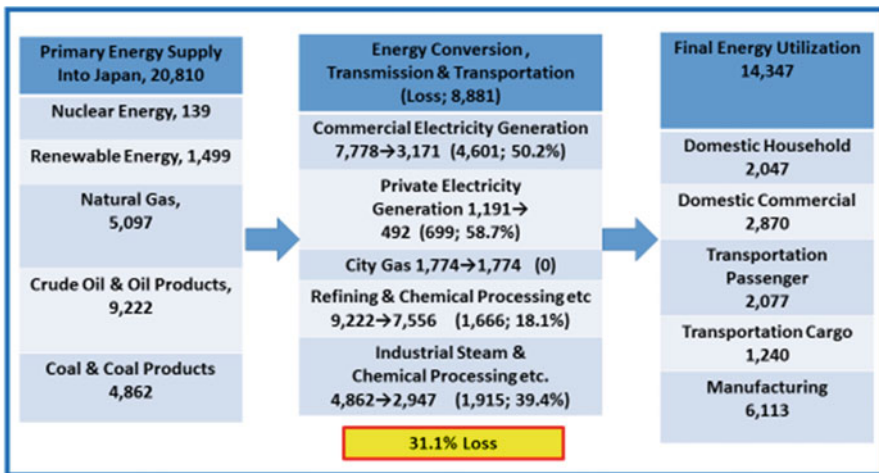 Primary Energy Supply
Into Japan, 20,810
Nuclear Energy, 139
Renewable Energy, 1,499
Natural Gas,
5,097
Crude Oil & Oil Products,
9,222
Coal & Coal Products
4,862
Energy Conversion ,
Transmission & Transportation
(Loss; 8,881)
Commercial Electricity Generation
7,778→3,171 (4,601; 50.2%)
Private Electricity
Generation 1,191→
492 (699; 58.7%)
City Gas 1,774→1,774 (0)
Refining & Chemical Processing etc
9,222→7,556 (1,666; 18.1%)
Industrial Steam &
Chemical Processing etc.
4,862→2,947 (1,915; 39.4%)
31.1% Loss
Final Energy Utilization
14,347
Domestic Household
2,047
Domestic Commercial
2,870
Transportation
Passenger
2,077
Transportation Cargo
1,240
Manufacturing
6,113